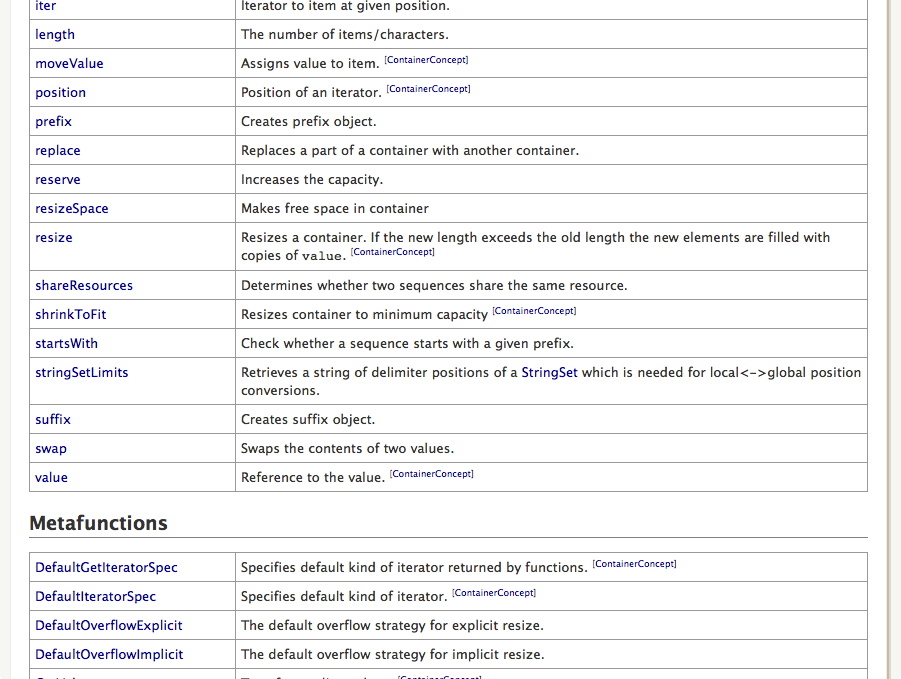 iter Iterator to item at given position.
length The number of items/characters.
moveValue Assigns value to item. [ContainerConcept]
position Position of an iterator. [ContainerConcept]
prefix Creates prefix object.
replace Replaces a part of a container with another container.
reserve Increases the capacity.
resizeSpace Makes free space in container
resize Resizes a container. If the new length exceeds the old length the new elements are filled with
copies of value. [ContainerConcept]
shareResources Determines whether two sequences share the same resource.
shrinkToFit Resizes container to minimum capacity [ContainerConcept]
startsWith Check whether a sequence starts with a given prefix.
stringSetLimits Retrieves a string of delimiter positions of a StringSet which is needed for local<->global position
conversions.
suffix Creates suffix object.
swap Swaps the contents of two values.
value Reference to the value. [ContainerConcept]
Metafunctions
DefaultGetIteratorSpec Specifies default kind of iterator returned by functions. [ContainerConcept]
DefaultIteratorSpec Specifies default kind of iterator. [ContainerConcept]
DefaultOverflowExplicit The default overflow strategy for explicit resize.
DefaultOverflowImplicit The default overflow strategy for implicit resize.
[ContainerConcept]